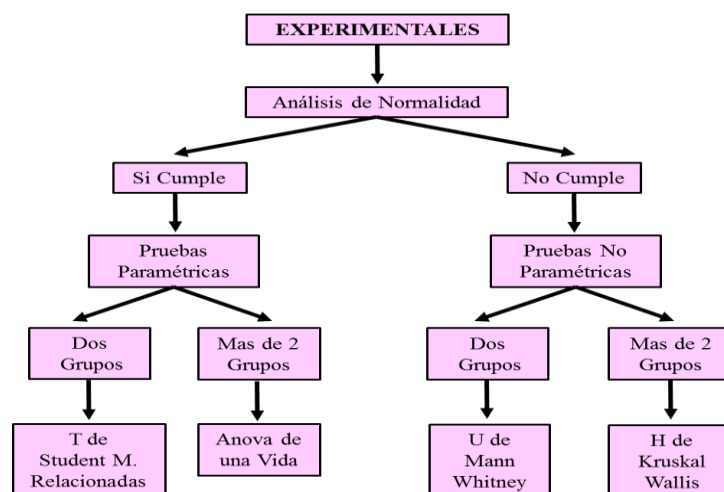 EXPERIMENTALES
Análisis de Normalidad
Si Cumple
No Cumple
Pruebas
Paramétricas
Pruebas No
Paramétricas
Dos
Grupos
Mas de 2
Grupos
Dos
Grupos
Mas de 2
Grupos
T de
Student M.
Relacionadas
Anova de
una Vida
U de
Mann
Whitney
H de
Kruskal
Wallis